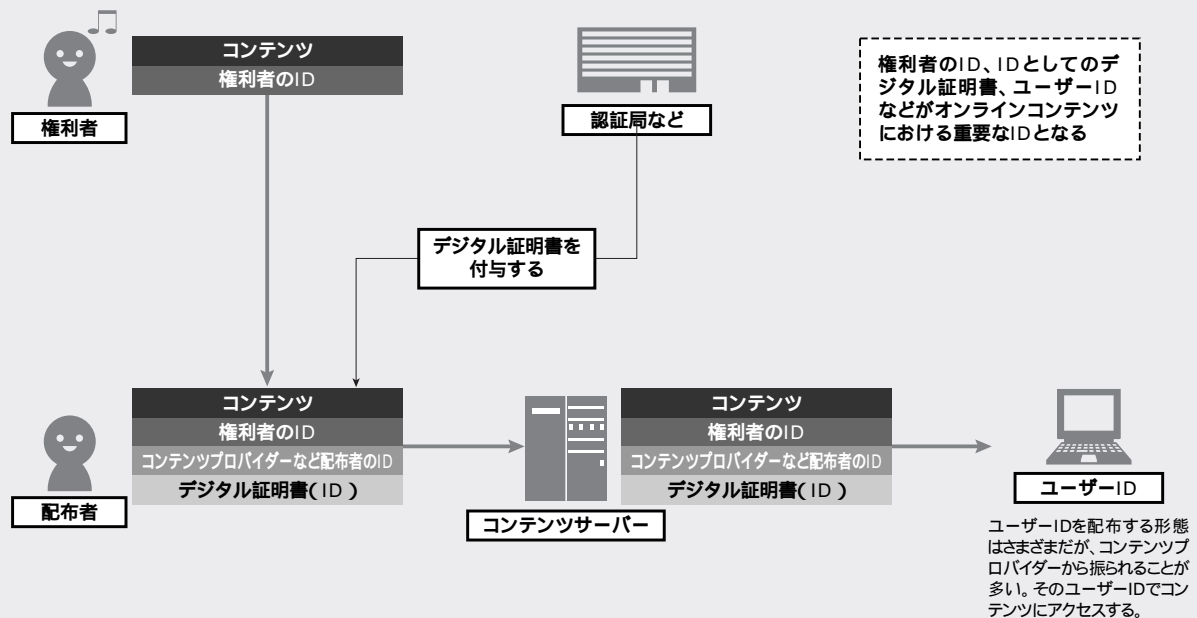 コンテンツ
権利者のID
権利者
認証局など
権利者のID、IDとしてのデ
ジタル証明書、ユーザーID
などがオンラインコンテンツ
における重要なIDとなる
デジタル証明書を
付与する
コンテンツ
権利者のID
コンテンツプロバイダーなど配布者のID
デジタル証明書(ID)
配布者
コンテンツサーバー
コンテンツ
権利者のID
コンテンツプロバイダーなど配布者のID
デジタル証明書(ID)
ユーザーID
ユーザーIDを配布する形態
はさまざまだが、コンテンツプ
ロバイダーから振られることが
多い。そのユーザーIDでコン
テンツにアクセスする。